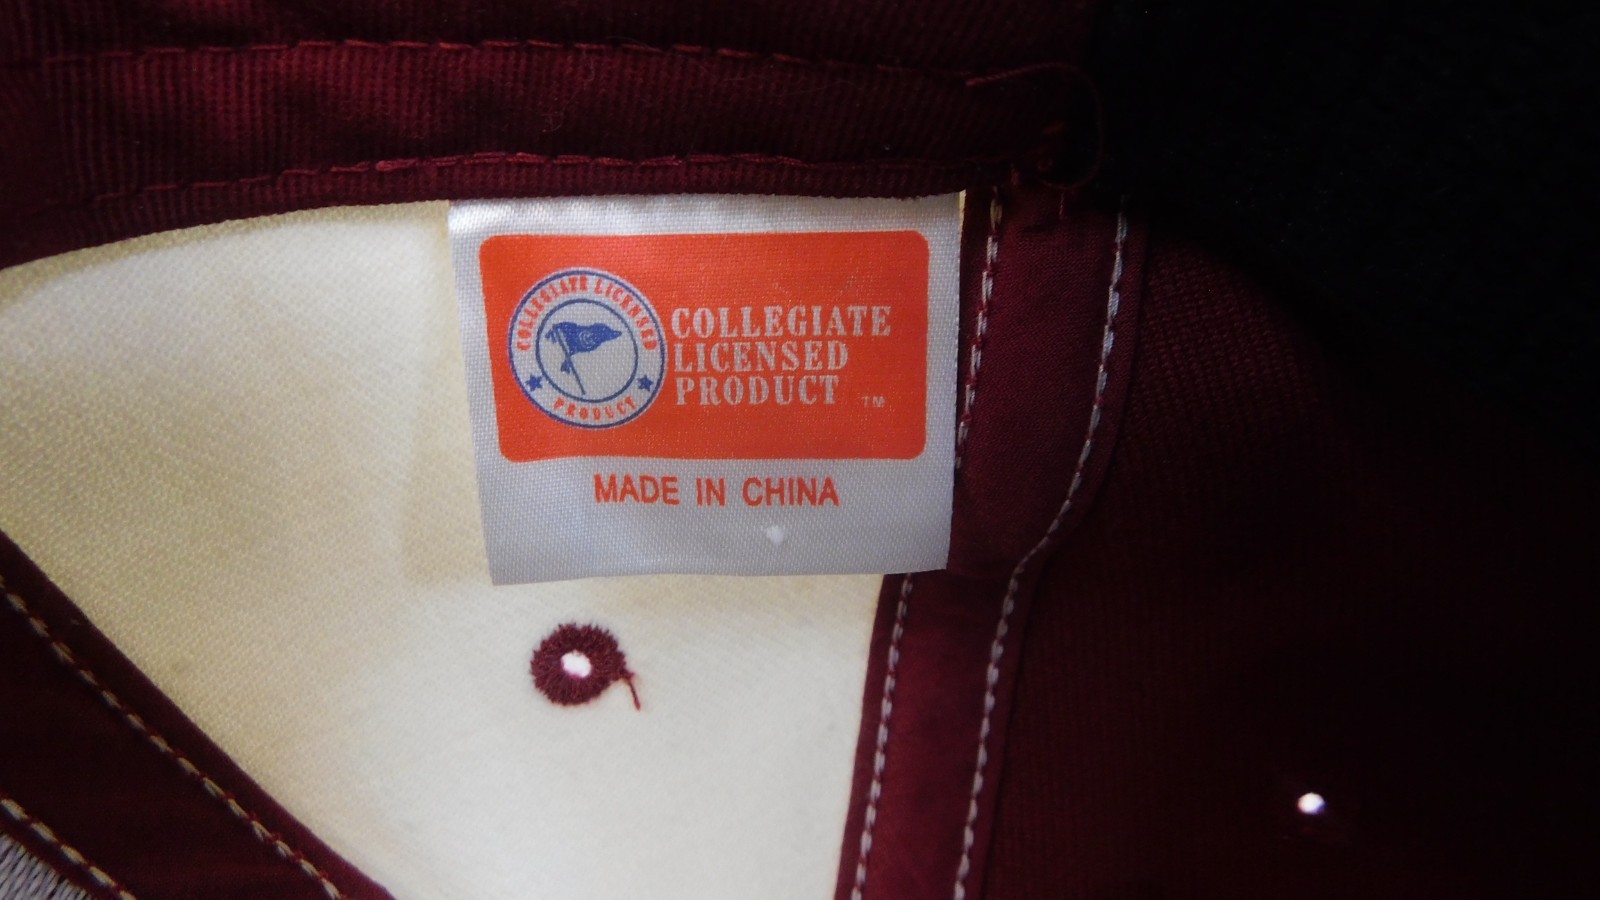 COLLEGIATE LICENSED
PRODUCT
COLLEGIATE
LICENSED
PRODUCT ™
MADE IN CHINA